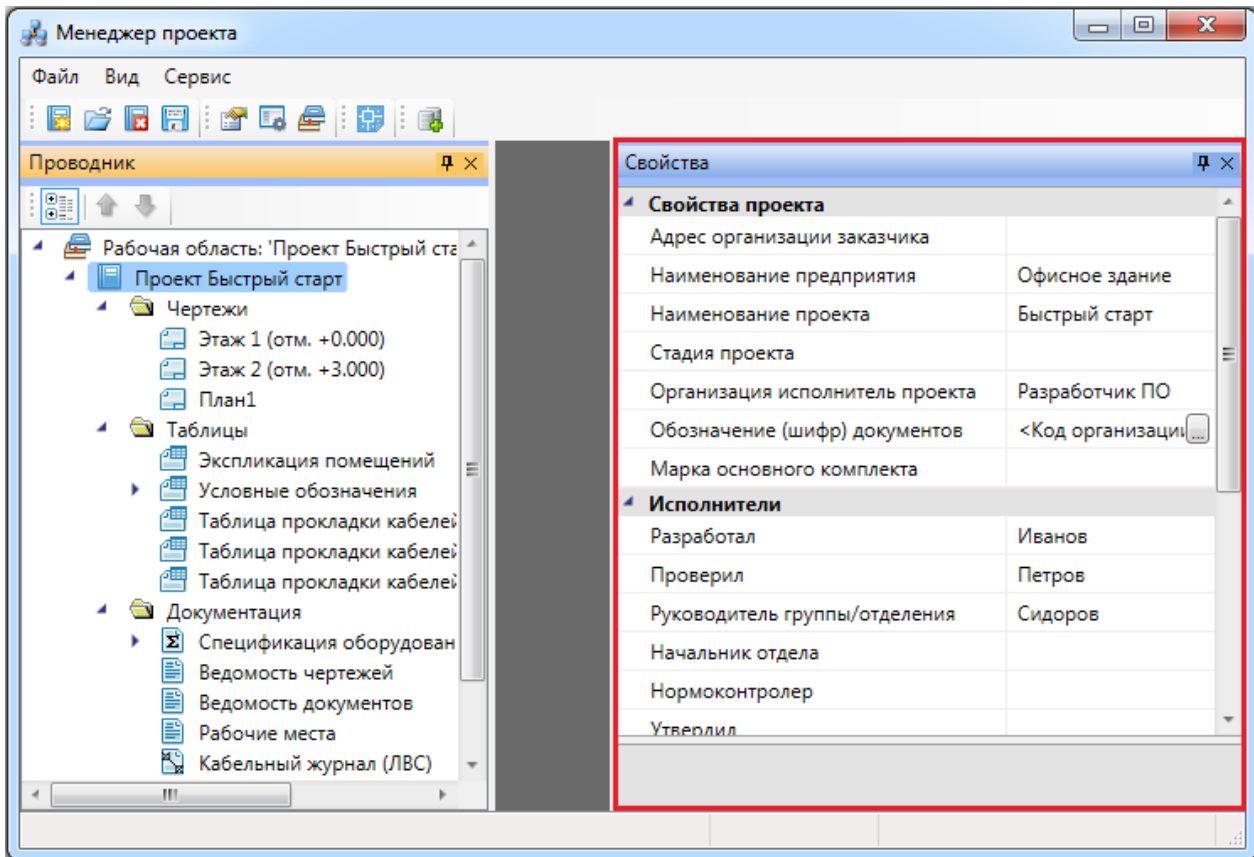 Менеджер проекта
Файл Вид Сервис
Проводник
Рабочая область: 'Проект Быстрый ста
Проект Быстрый старт
Чертежи
Этаж 1 (отм. +0.000)
Этаж 2 (отм. +3.000)
План1
Таблицы
Экспликация помещений
Условные обозначения
Таблица прокладки кабелей
Таблица прокладки кабелей
Таблица прокладки кабелей
Документация
Спецификация оборудован
Ведомость чертежей
Ведомость документов
Рабочие места
Кабельный журнал (ЛВС)
Свойства
Свойства проекта
Адрес организации заказчика
Наименование предприятия Офисное здание
Наименование проекта Быстрый старт
Стадия проекта
Организация исполнитель проекта Разработчик ПО
Обозначение (шифр) документов <Код организации ...
Марка основного комплекта
Исполнители
Разработал Иванов
Проверил Петров
Руководитель группы/отделения Сидоров
Начальник отдела
Нормоконтролер
Утвердил